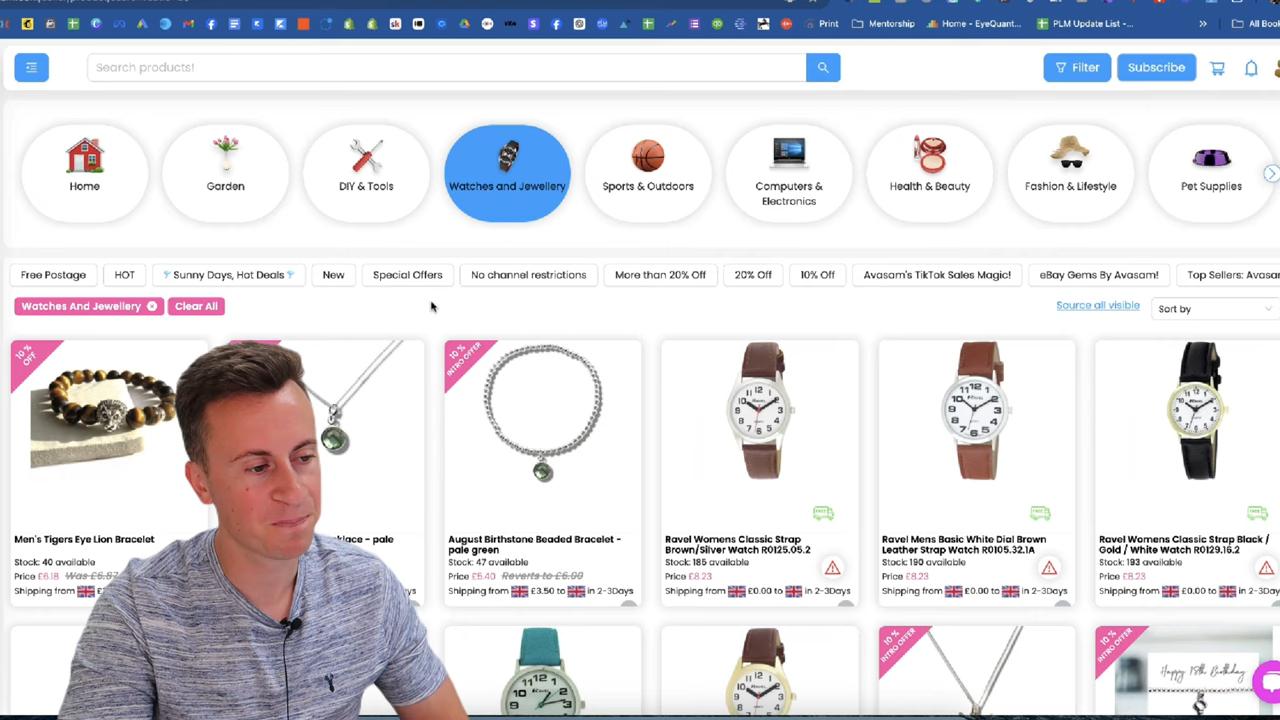 Print
Mentorship
Home - EyeQuant...
PLM Update List -...
»
All Boo
Search products!
Filter
Subscribe
Home
Garden
DIY & Tools
Watches and Jewellery
Sports & Outdoors
Computers &
Electronics
Health & Beauty
Fashion & Lifestyle
Pet Supplies
Free Postage
HOT
Sunny Days, Hot Deals
New
Special Offers
No channel restrictions
More than 20% Off
20% Off
10% Off
Avasam's TikTok Sales Magic!
eBay Gems By Avasam!
Top Sellers: Avasam
Watches And Jewellery
Clear All
Source all visible
Sort by
10 % OFF
10 % INTRO OFFER
Men's Tigers Eye Lion Bracelet
Stock: 40 available
Price £6.18 Was £6.87
Shipping from
klace - pale
August Birthstone Beaded Bracelet -
pale green
Stock: 47 available
Price £5.40 Reverts to £6.00
Shipping from £3.50 to in 2-3Days
Ravel Womens Classic Strap
Brown/Silver Watch R0125.05.2
Stock: 185 available
Price £8.23
Shipping from £0.00 to in 2-3Days
Ravel Mens Basic White Dial Brown
Leather Strap Watch R0105.32.1A
Stock: 190 available
Price £8.23
Shipping from £0.00 to in 2-3Days
Ravel Womens Classic Strap Black /
Gold / White Watch R0129.16.2
Stock: 193 available
Price £8.23
Shipping from £0.00 to in 2-3Days
10 % INTRO OFFER
10 % INTRO OFFER
Happy 18th Birthday